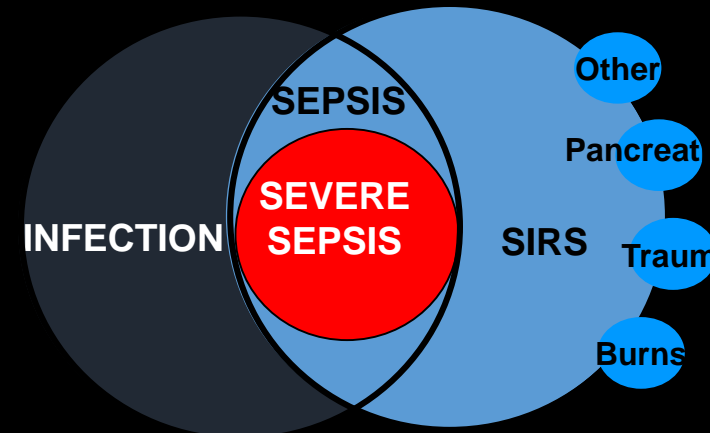 Other
SEPSIS
Pancreat
SEVERE
SEPSIS
INFECTION
SIRS
Traum
Burns